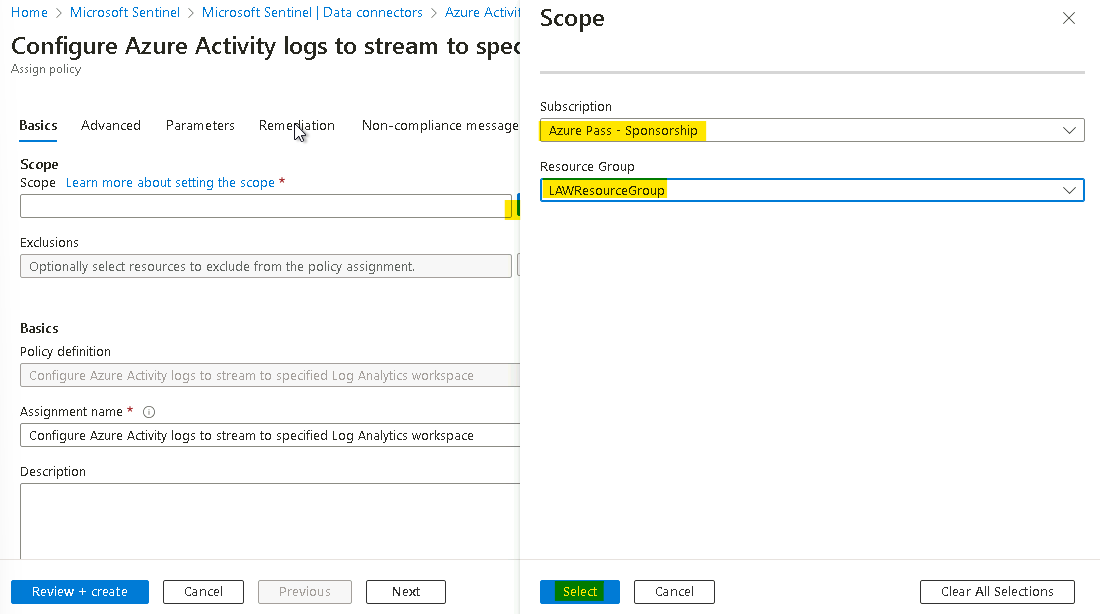 Home > Microsoft Sentinel > Microsoft Sentinel | Data connectors > Azure Activit
Configure Azure Activity logs to stream to spec
Assign policy
Basics Advanced Parameters Remediation Non-compliance message
Scope
Scope Learn more about setting the scope *
Exclusions
Optionally select resources to exclude from the policy assignment.
Basics
Policy definition
Configure Azure Activity logs to stream to specified Log Analytics workspace
Assignment name *
Configure Azure Activity logs to stream to specified Log Analytics workspace
Description
Review + create Cancel Previous Next
Scope
Subscription
Azure Pass - Sponsorship
Resource Group
LAWResourceGroup
Select Cancel Clear All Selections